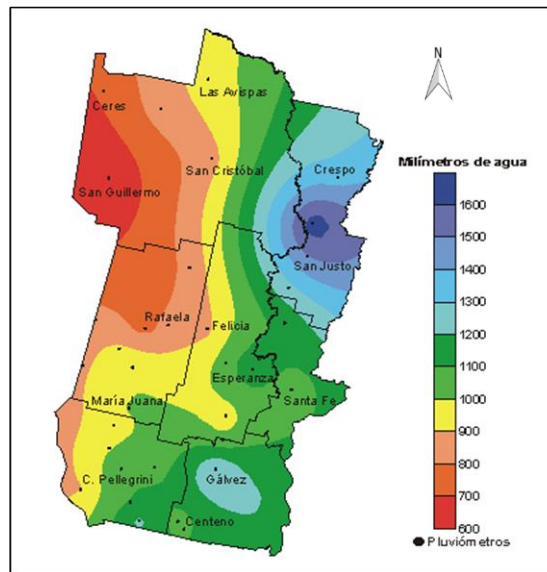 N
Las Avispas
Ceres
Milímetros de agua
Crespo
San Cristóbal
San Guillermo
1600
1500
San Justo
1400
1300
Rafaela
Felicia
1200
1100
Esperanza
1000
María Juana
Santa Fe
900
800
C. Pellegrini
Gálvez
700
Centeno
600
Pluviómetros